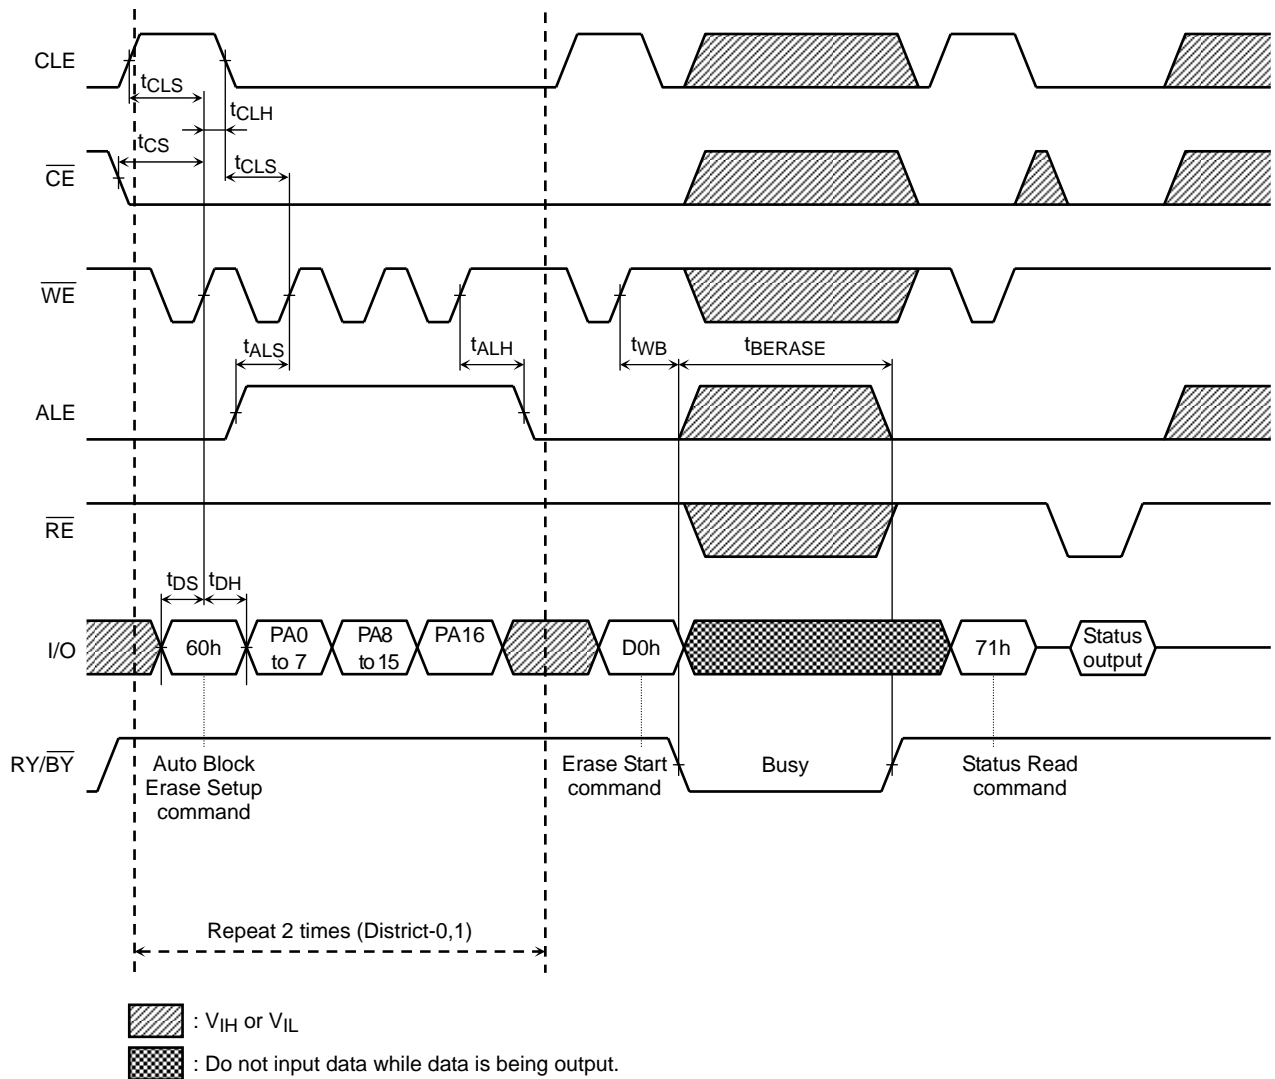 CLE
tCLS
tCLH
tCS
tCLS
CE
WE
tALS
tALH
tWB
tBERASE
ALE
RE
tDS
tDH
I/O
60h
PA0
to 7
PA8
to 15
PA16
D0h
71h
Status
output
RY/BY
Auto Block
Erase Setup
command
Erase Start
command
Busy
Status Read
command
Repeat 2 times (District-0,1)
: VIH or VIL
: Do not input data while data is being output.